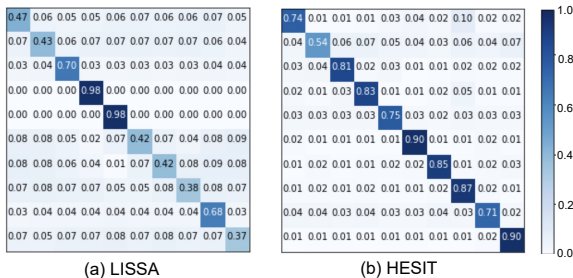 0.47 0.06 0.05 0.07 0.05 0.06 0.06 0.06 0.07 0.05
0.07 0.43 0.06 0.05 0.07 0.07 0.07 0.07 0.06 0.06
0.03 0.04 0.70 0.03 0.04 0.03 0.03 0.04 0.04 0.03
0.00 0.00 0.00 0.98 0.00 0.00 0.00 0.00 0.00 0.00
0.00 0.00 0.00 0.00 0.98 0.00 0.00 0.00 0.00 0.00
0.08 0.08 0.05 0.02 0.07 0.42 0.07 0.04 0.08 0.09
0.08 0.08 0.06 0.04 0.01 0.07 0.42 0.08 0.09 0.08
0.07 0.08 0.07 0.07 0.05 0.05 0.08 0.38 0.08 0.07
0.03 0.04 0.04 0.04 0.04 0.04 0.04 0.04 0.68 0.03
0.07 0.05 0.07 0.07 0.07 0.07 0.08 0.07 0.07 0.37
(a) LISSA
0.74 0.01 0.01 0.01 0.03 0.04 0.02 0.10 0.02 0.02
0.04 0.54 0.06 0.07 0.05 0.04 0.03 0.06 0.04 0.07
0.03 0.04 0.81 0.02 0.03 0.02 0.02 0.01 0.01 0.01
0.02 0.01 0.03 0.83 0.01 0.01 0.02 0.05 0.01 0.01
0.03 0.02 0.03 0.03 0.75 0.03 0.02 0.03 0.03 0.03
0.02 0.01 0.01 0.01 0.02 0.90 0.01 0.01 0.01 0.02
0.01 0.02 0.01 0.01 0.03 0.02 0.85 0.01 0.03 0.03
0.01 0.02 0.01 0.01 0.02 0.01 0.02 0.87 0.02 0.01
0.04 0.04 0.03 0.04 0.03 0.02 0.04 0.03 0.71 0.02
0.01 0.01 0.01 0.02 0.01 0.01 0.01 0.01 0.02 0.90
(b) HESIT
1.0
0.8
0.6
0.4
0.2
0.0